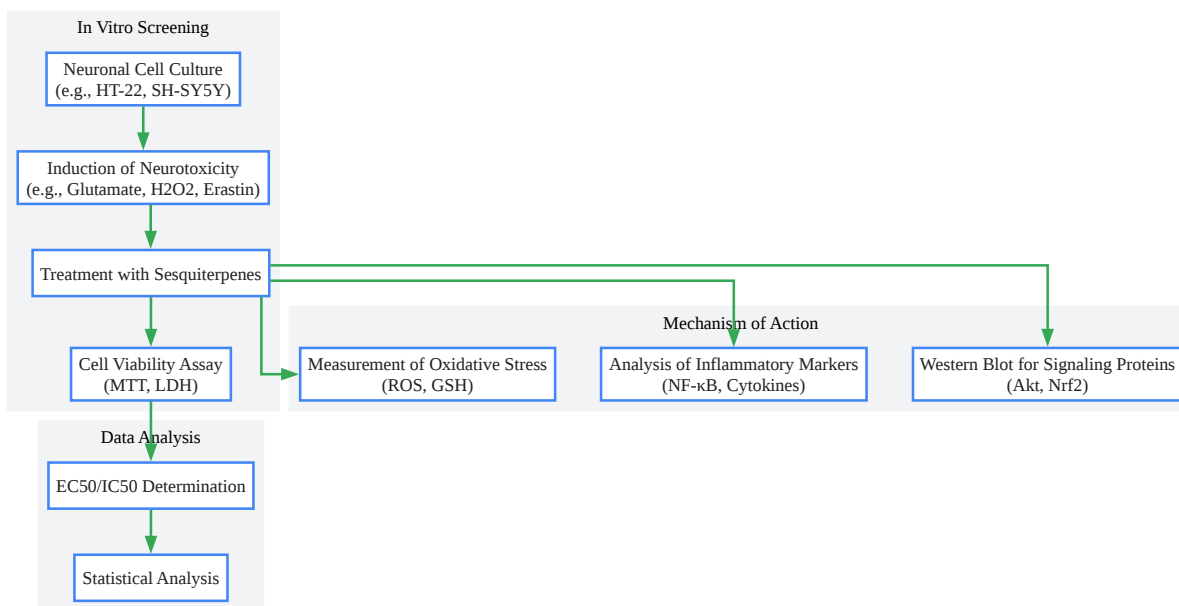 In Vitro Screening
Neuronal Cell Culture
(e.g., HT-22, SH-SY5Y)
Induction of Neurotoxicity
(e.g., Glutamate, H2O2, Erastin)
Treatment with Sesquiterpenes
Cell Viability Assay
(MTT, LDH)
Mechanism of Action
Measurement of Oxidative Stress
(ROS, GSH)
Analysis of Inflammatory Markers
(NF-κB, Cytokines)
Western Blot for Signaling Proteins
(Akt, Nrf2)
Data Analysis
EC50/IC50 Determination
Statistical Analysis